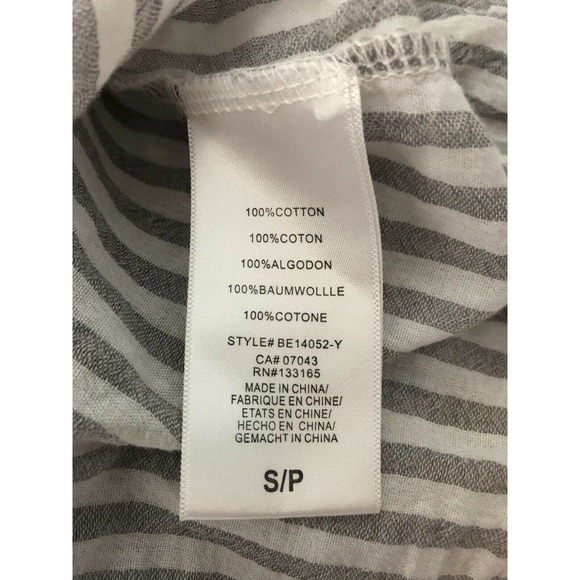 100%COTTON
100%COTON
100%ALGODON
100%BAUMWOLLLE
100%COTONE
STYLE# BE14052-Y
CA# 07043
RN#133165
MADE IN CHINA/
FABRIQUE EN CHINE/
ETATS EN CHINE/
HECHO EN CHINA/
GEMACHT IN CHINA
S/P